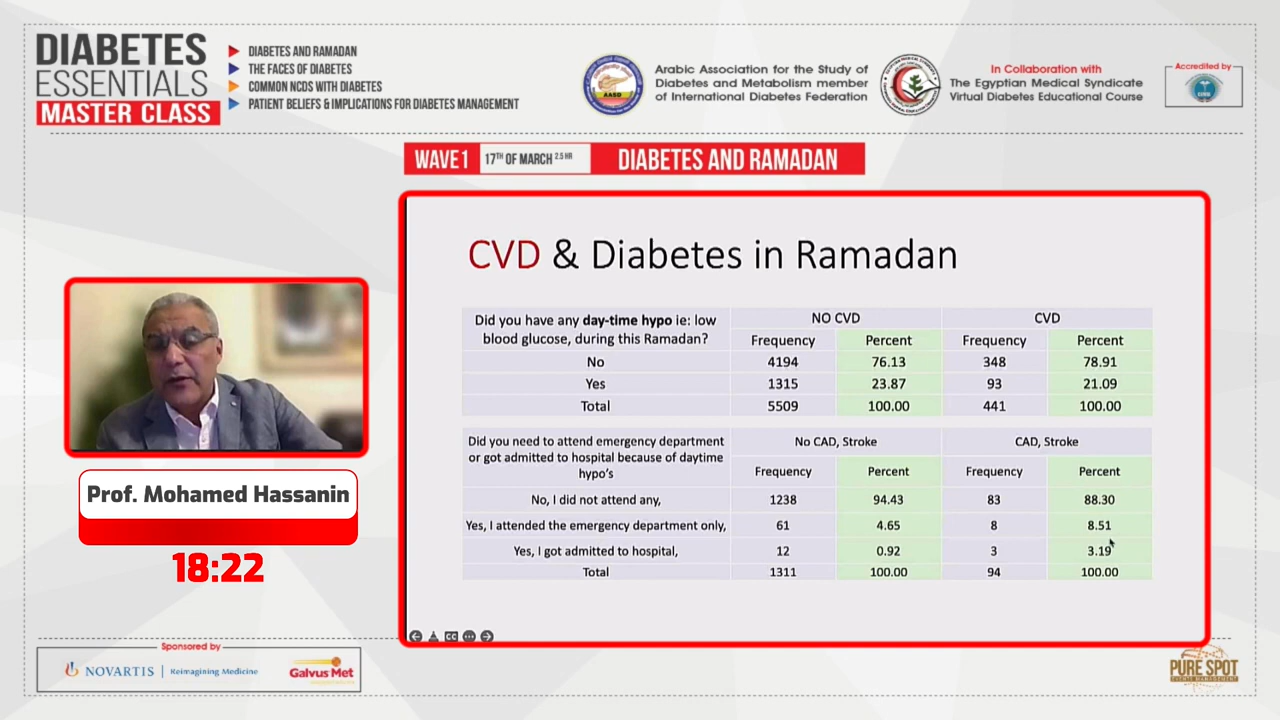 DIABETES
ESSENTIALS
MASTER CLASS
DIABETES AND RAMADAN
THE FACES OF DIABETES
COMMON NCDS WITH DIABETES
PATIENT BELIEFS & IMPLICATIONS FOR DIABETES MANAGEMENT
AASD
Arabic Association for the Study of
Diabetes and Metabolism member
of International Diabetes Federation
In Collaboration with
The Egyptian Medical Syndicate
Virtual Diabetes Educational Course
Accredited by
WAVE1 17TH OF MARCH 2.5 HR DIABETES AND RAMADAN
CVD & Diabetes in Ramadan
Did you have any day-time hypo ie: low blood glucose, during this Ramadan? NO CVD CVD
Frequency Percent Frequency Percent
No 4194 76.13 348 78.91
Yes 1315 23.87 93 21.09
Total 5509 100.00 441 100.00
Did you need to attend emergency department or got admitted to hospital because of daytime hypo's No CAD, Stroke CAD, Stroke
Frequency Percent Frequency Percent
No, I did not attend any, 1238 94.43 83 88.30
Yes, I attended the emergency department only, 61 4.65 8 8.51
Yes, I got admitted to hospital, 12 0.92 3 3.19
Total 1311 100.00 94 100.00
Prof. Mohamed Hassanin
18:22
Sponsored by
NOVARTIS | Reimagining Medicine
Galvus Met
PURE SPOT
EVENTS MANAGEMENT